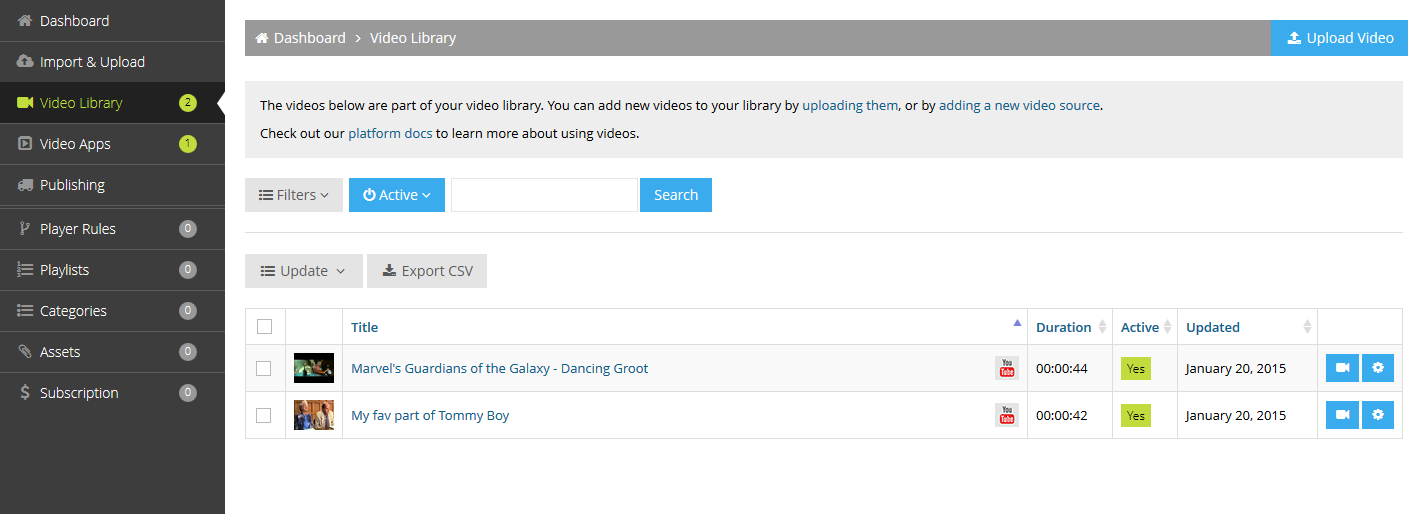 Dashboard
Import & Upload
Video Library 2
Video Apps 1
Publishing
Player Rules 0
Playlists 0
Categories 0
Assets 0
Subscription 0
Dashboard > Video Library
Upload Video
The videos below are part of your video library. You can add new videos to your library by uploading them, or by adding a new video source.
Check out our platform docs to learn more about using videos.
Filters Active Search
Update Export CSV
Title Duration Active Updated
Marvel's Guardians of the Galaxy - Dancing Groot You Tube 00:00:44 Yes January 20, 2015
My fav part of Tommy Boy You Tube 00:00:42 Yes January 20, 2015